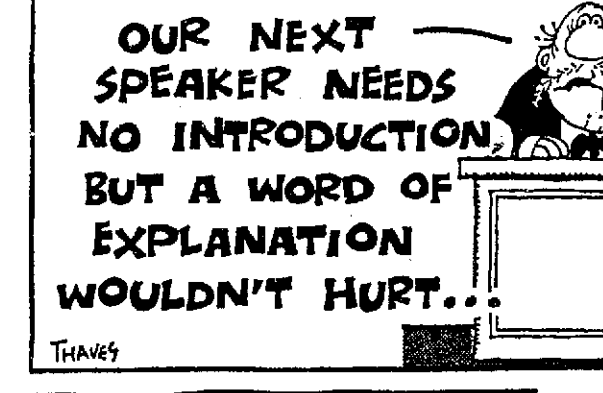 OUR NEXT
SPEAKER NEEDS
NO INTRODUCTION
BUT A WORD OF
EXPLANATION
WOULDN'T HURT...
THAVES